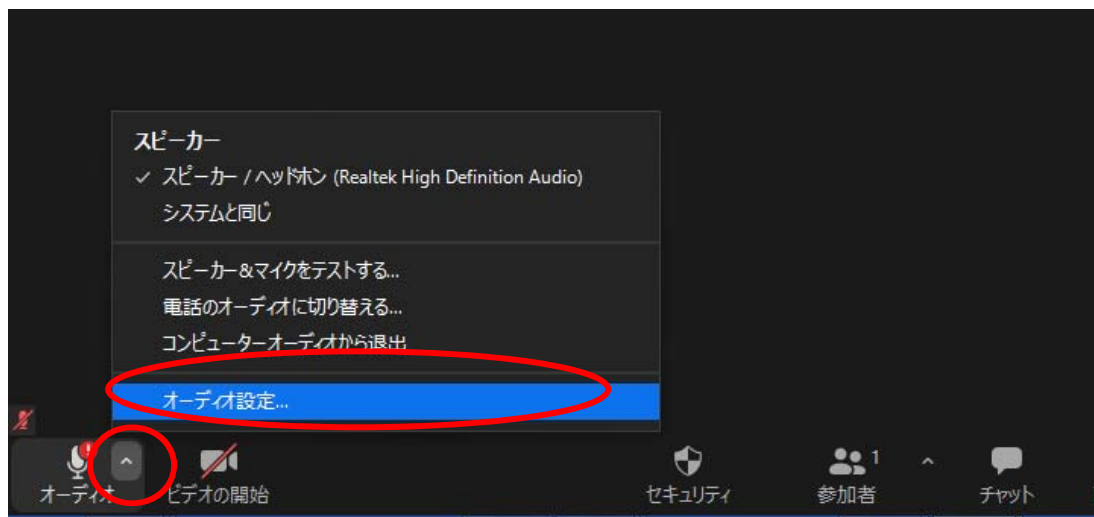 スピーカー
✓ スピーカー / ヘッドホン (Realtek High Definition Audio)
システムと同じ
スピーカー&マイクをテストする...
電話のオーディオに切り替える...
コンピューターオーディオから退出
オーディオ設定...
オーディオ ビデオの開始 セキュリティ 参加者 1 チャット